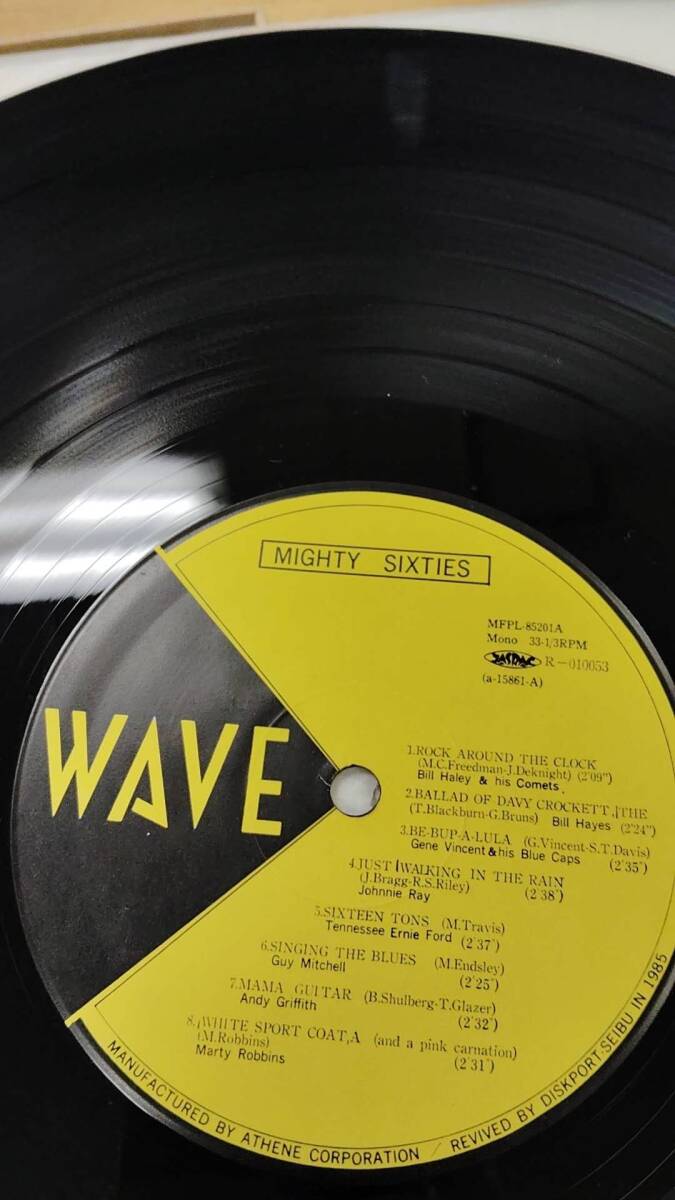 MIGHTY SIXTIES
MFPL-85201A
Mono 33-1/3RPM
JASRAC R-010053
(a-15861-A)
WAVE
1.ROCK AROUND THE CLOCK
(M.C.Freedman-J.Deknight) (2'09")
Bill Haley & his Comets.
2.BALLAD OF DAVY CROCKETT,THE
(T.Blackburn-G.Bruns) Bill Hayes (2'24")
3.BE-BUP-A-LULA (G.Vincent-S.T.Davis)
Gene Vincent & his Blue Caps (2'35")
4.JUST WALKING IN THE RAIN
(J.Bragg-R.S.Riley) (2'38")
Johnnie Ray
5.SIXTEEN TONS (M.Travis)
Tennessee Ernie Ford (2'37")
6.SINGING THE BLUES (M.Endsley)
Guy Mitchell (2'25")
7.MAMA GUITAR (B.Shulberg-T.Glazer)
Andy Griffith (2'32")
8.WHITE SPORT COAT,A (and a pink carnation)
(M.Robbins) (2'31")
Marty Robbins
MANUFACTURED BY ATHENE CORPORATION / REVIVED BY DISKPORT-SEIBU IN 1985